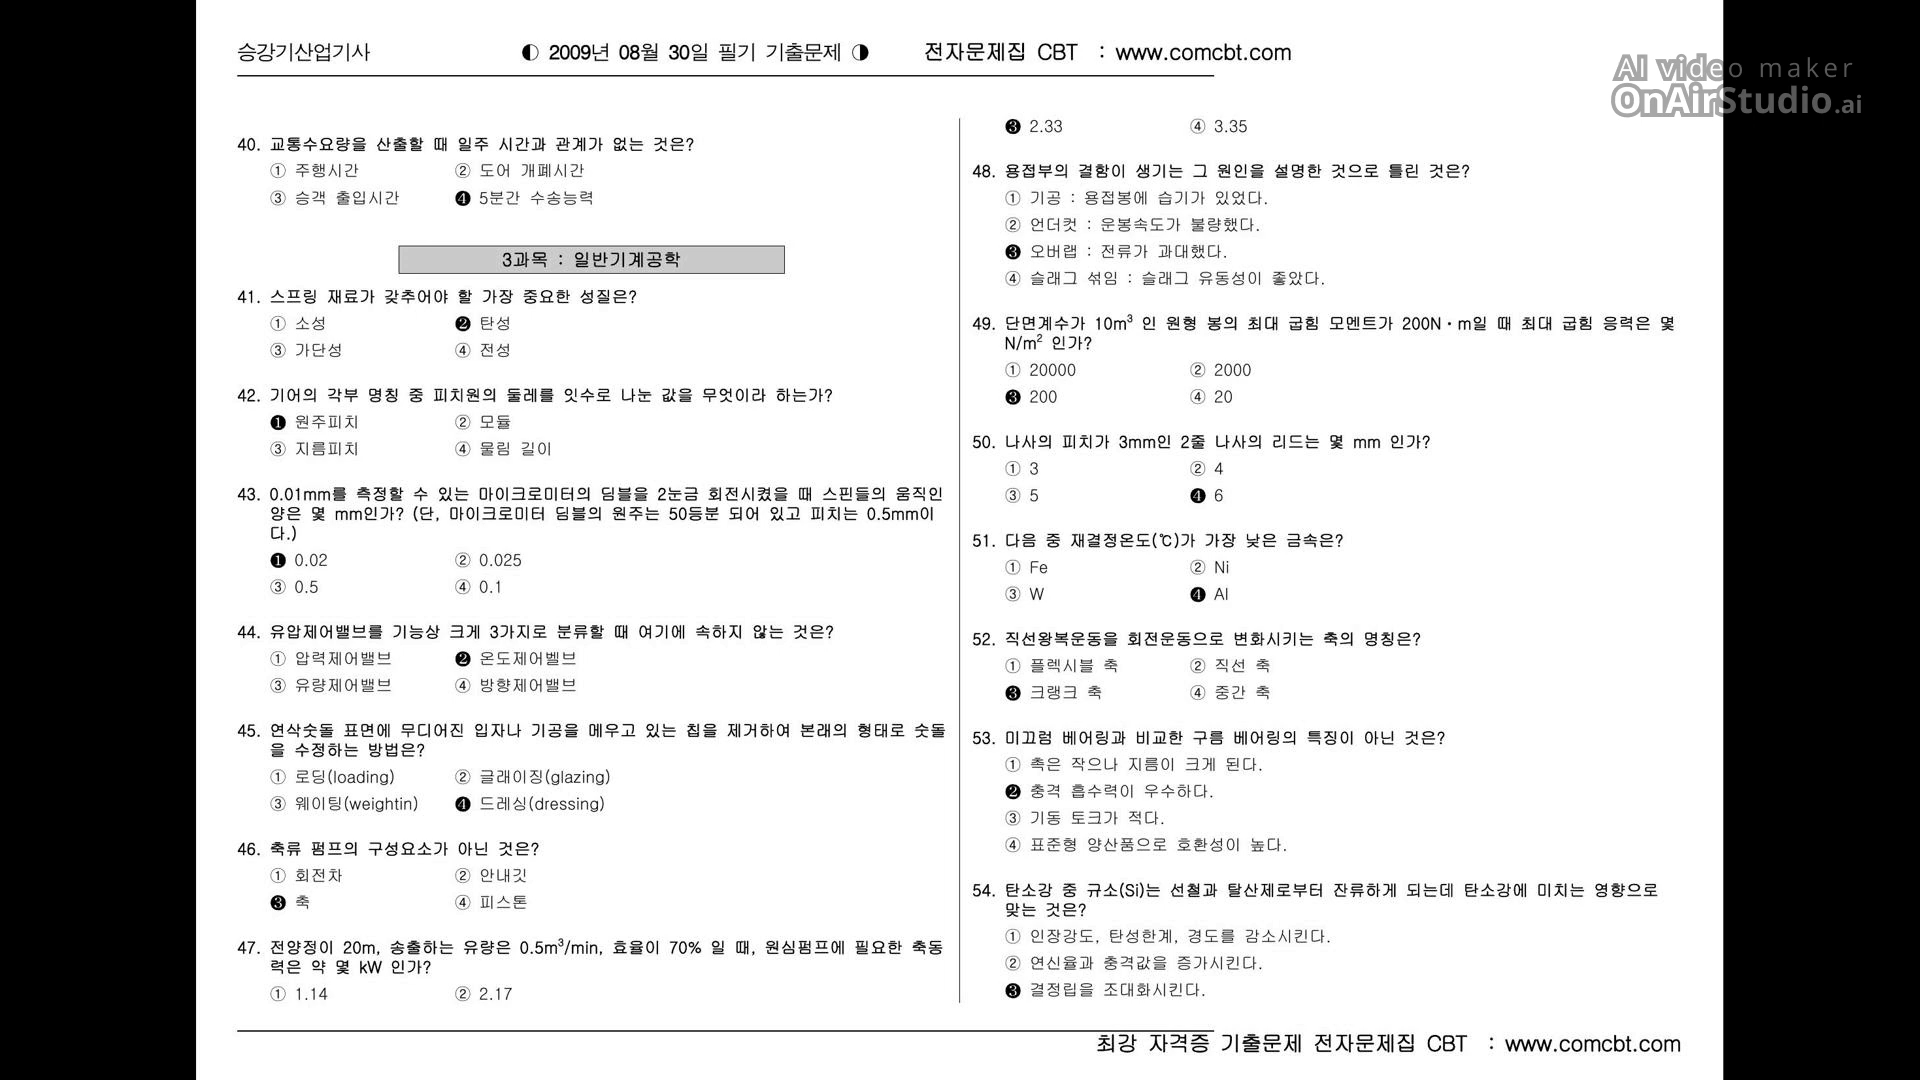 승강기산업기사 ◐ 2009년 08월 30일 필기 기출문제 ◑ 전자문제집 CBT : www.comcbt.com
AI video maker
OnAirStudio.ai
40. 교통수요량을 산출할 때 일주 시간과 관계가 없는 것은?
① 주행시간 ② 도어 개폐시간
③ 승객 출입시간 ❹ 5분간 수송능력
3과목 : 일반기계공학
41. 스프링 재료가 갖추어야 할 가장 중요한 성질은?
① 소성 ❷ 탄성
③ 가단성 ④ 전성
42. 기어의 각부 명칭 중 피치원의 둘레를 잇수로 나눈 값을 무엇이라 하는가?
❶ 원주피치 ② 모듈
③ 지름피치 ④ 물림 길이
43. 0.01mm를 측정할 수 있는 마이크로미터의 딤블을 2눈금 회전시켰을 때 스핀들의 움직인
양은 몇 mm인가? (단, 마이크로미터 딤블의 원주는 50등분 되어 있고 피치는 0.5mm이
다.)
❶ 0.02 ② 0.025
③ 0.5 ④ 0.1
44. 유압제어밸브를 기능상 크게 3가지로 분류할 때 여기에 속하지 않는 것은?
① 압력제어밸브 ❷ 온도제어벨브
③ 유량제어밸브 ④ 방향제어밸브
45. 연삭숫돌 표면에 무디어진 입자나 기공을 메우고 있는 칩을 제거하여 본래의 형태로 숫돌
을 수정하는 방법은?
① 로딩(loading) ② 글래이징(glazing)
③ 웨이팅(weightin) ❹ 드레싱(dressing)
46. 축류 펌프의 구성요소가 아닌 것은?
① 회전차 ② 안내깃
❸ 축 ④ 피스톤
47. 전양정이 20m, 송출하는 유량은 0.5m³/min, 효율이 70% 일 때, 원심펌프에 필요한 축동
력은 약 몇 kW 인가?
① 1.14 ② 2.17
❸ 2.33 ④ 3.35
48. 용접부의 결함이 생기는 그 원인을 설명한 것으로 틀린 것은?
① 기공 : 용접봉에 습기가 있었다.
② 언더컷 : 운봉속도가 불량했다.
❸ 오버랩 : 전류가 과대했다.
④ 슬래그 섞임 : 슬래그 유동성이 좋았다.
49. 단면계수가 10m³ 인 원형 봉의 최대 굽힘 모멘트가 200N·m일 때 최대 굽힘 응력은 몇
N/m² 인가?
① 20000 ② 2000
❸ 200 ④ 20
50. 나사의 피치가 3mm인 2줄 나사의 리드는 몇 mm 인가?
① 3 ② 4
③ 5 ❹ 6
51. 다음 중 재결정온도(℃)가 가장 낮은 금속은?
① Fe ② Ni
③ W ❹ Al
52. 직선왕복운동을 회전운동으로 변화시키는 축의 명칭은?
① 플렉시블 축 ② 직선 축
❸ 크랭크 축 ④ 중간 축
53. 미끄럼 베어링과 비교한 구름 베어링의 특징이 아닌 것은?
① 촉은 작으나 지름이 크게 된다.
❷ 충격 흡수력이 우수하다.
③ 기동 토크가 적다.
④ 표준형 양산품으로 호환성이 높다.
54. 탄소강 중 규소(Si)는 선철과 탈산제로부터 잔류하게 되는데 탄소강에 미치는 영향으로
맞는 것은?
① 인장강도, 탄성한계, 경도를 감소시킨다.
② 연신율과 충격값을 증가시킨다.
❸ 결정립을 조대화시킨다.
최강 자격증 기출문제 전자문제집 CBT : www.comcbt.com